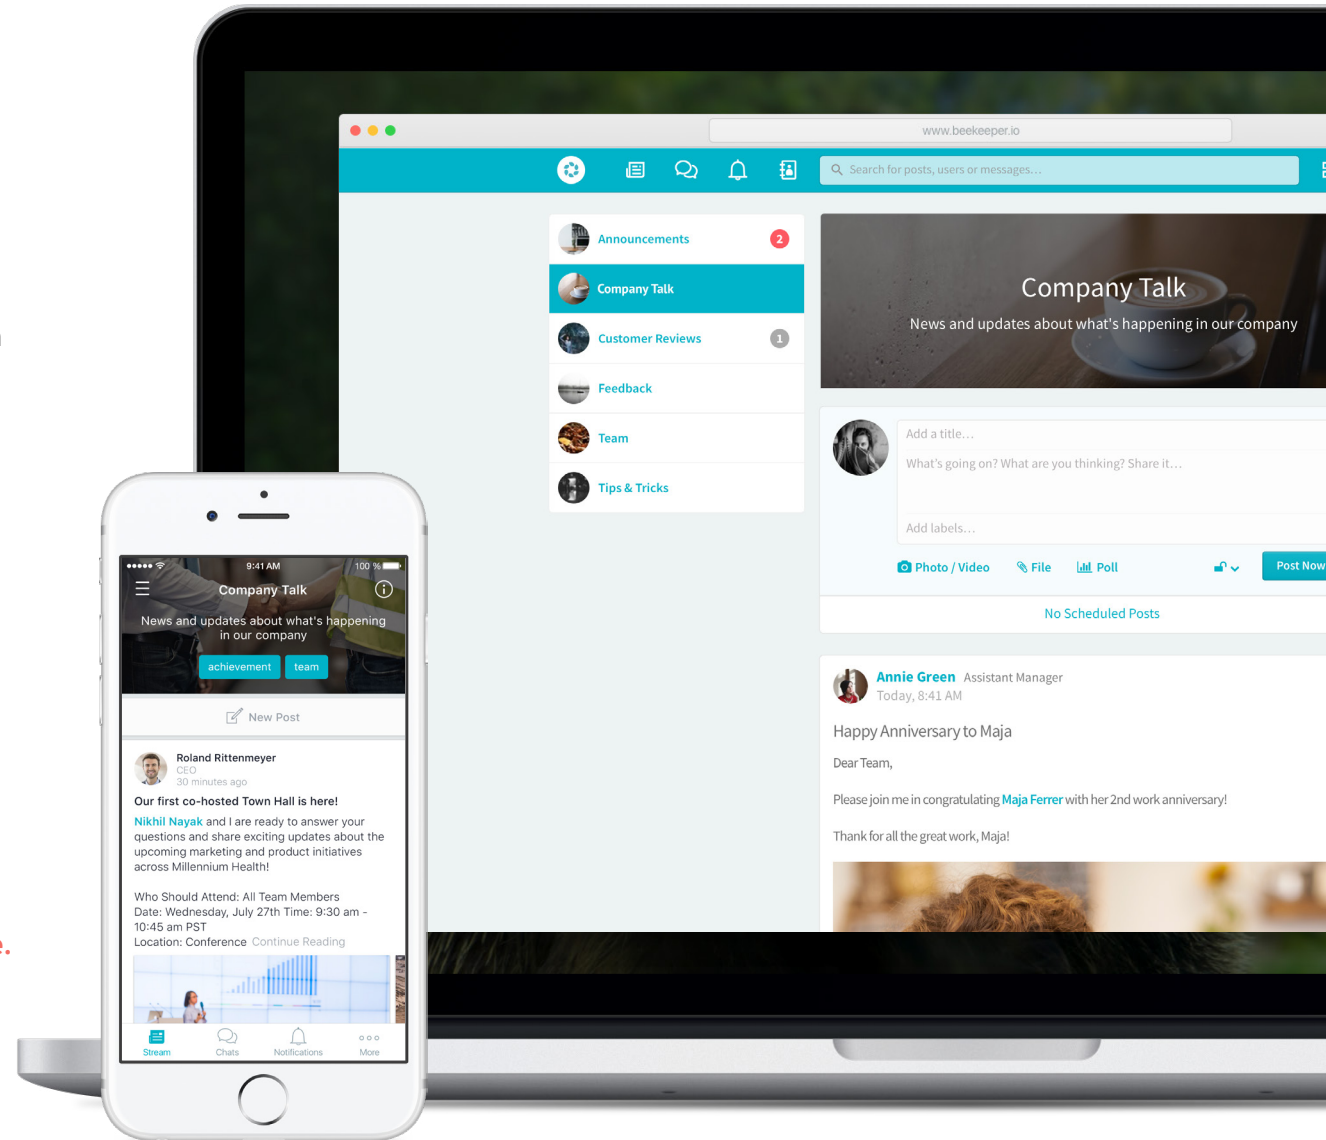 www.beekeeper.io
Search for posts, users or messages...
Announcements
2
Company Talk
Customer Reviews
1
Feedback
Team
Tips & Tricks
Company Talk
News and updates about what's happening in our company
Add a title...
What's going on? What are you thinking? Share it...
Add labels...
Photo / Video
File
Poll
Post Now
No Scheduled Posts
Annie Green Assistant Manager
Today, 8:41 AM
Happy Anniversary to Maja
Dear Team,
Please join me in congratulating Maja Ferrer with her 2nd work anniversary!
Thank for all the great work, Maja!
9:41 AM
100 %
Company Talk
News and updates about what's happening
in our company
achievement
team
New Post
Roland Rittenmeyer
CEO
30 minutes ago
Our first co-hosted Town Hall is here!
Nikhil Nayak and I are ready to answer your
questions and share exciting updates about the
upcoming marketing and product initiatives
across Millennium Health!
Who Should Attend: All Team Members
Date: Wednesday, July 27th Time: 9:30 am -
10:45 am PST
Location: Conference Continue Reading
Stream
Chats
Notifications
More